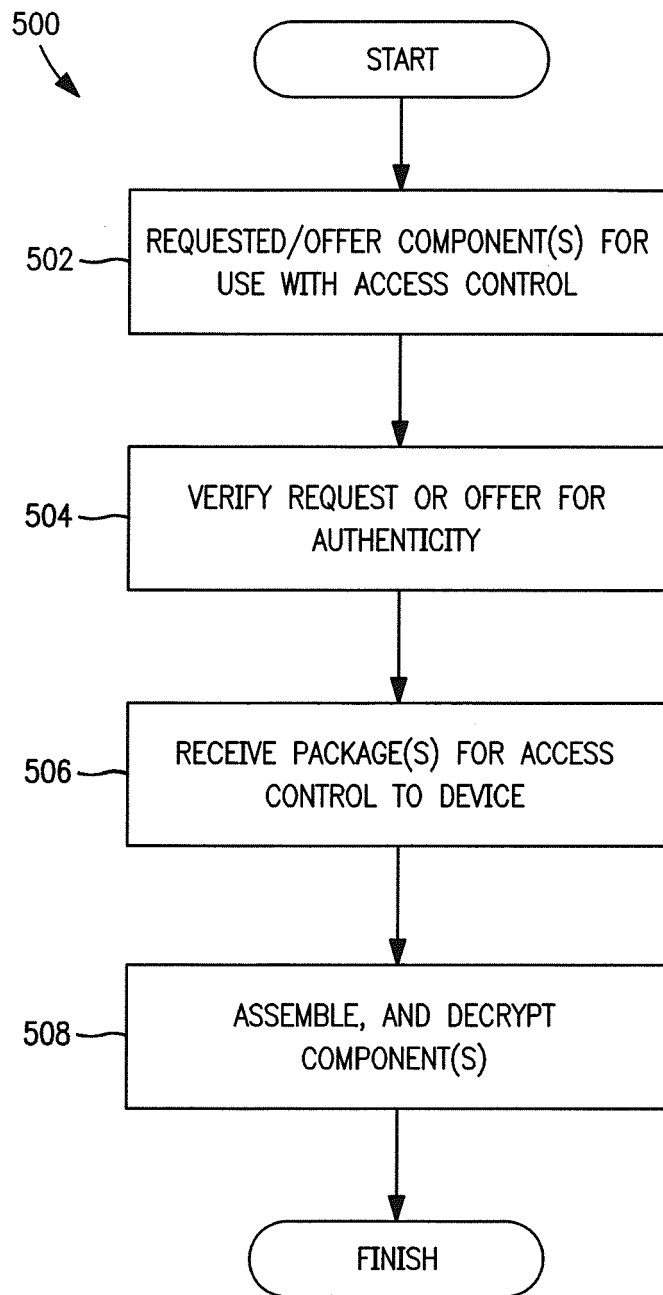 500
START
502
REQUESTED/OFFER COMPONENT(S) FOR
USE WITH ACCESS CONTROL
504
VERIFY REQUEST OR OFFER FOR
AUTHENTICITY
506
RECEIVE PACKAGE(S) FOR ACCESS
CONTROL TO DEVICE
508
ASSEMBLE, AND DECRYPT
COMPONENT(S)
FINISH